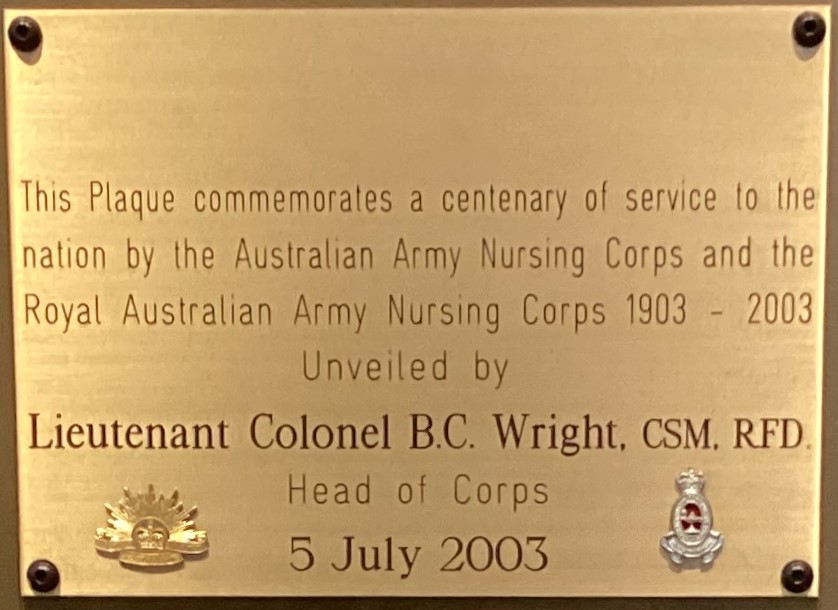 This Plaque commemorates a centenary of service to the
nation by the Australian Army Nursing Corps and the
Royal Australian Army Nursing Corps 1903 - 2003
Unveiled by
Lieutenant Colonel B.C. Wright, CSM, RFD.
Head of Corps
5 July 2003